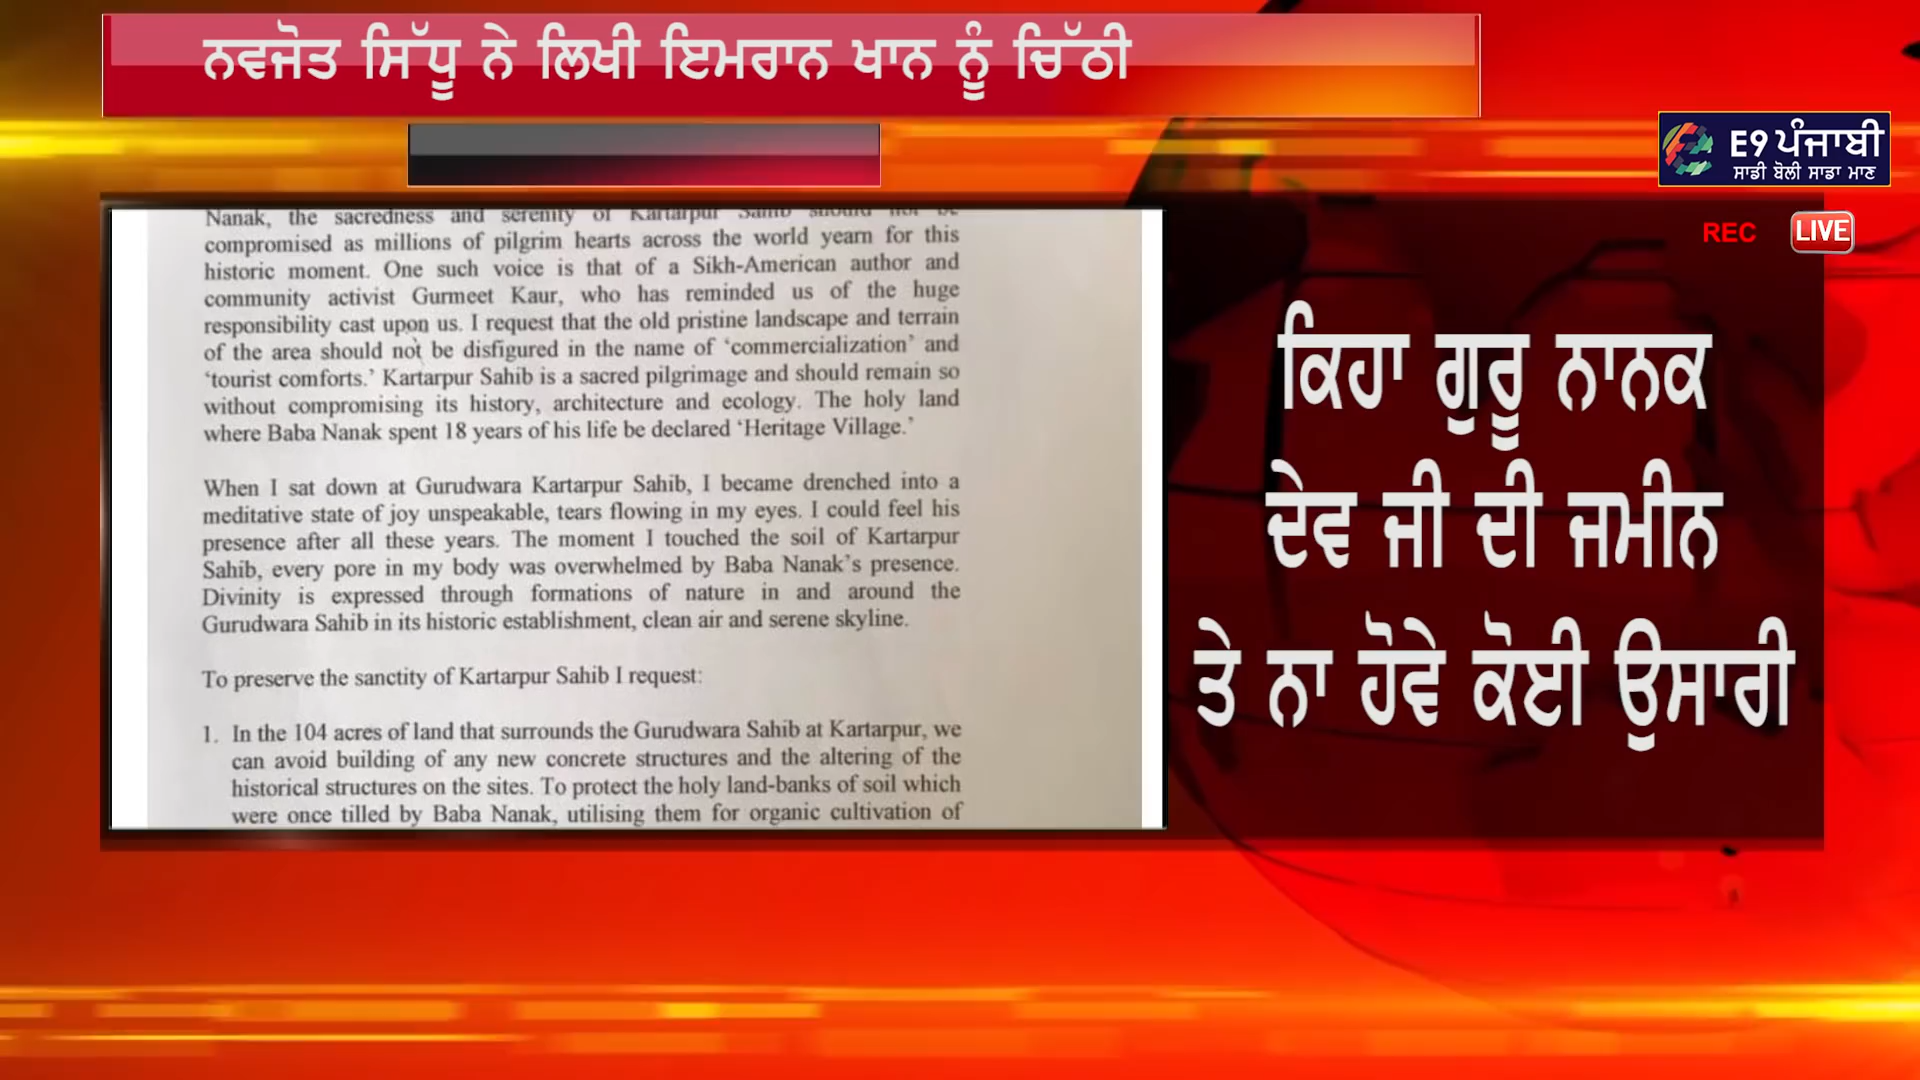 ਨਵਜੋਤ ਸਿੱਧੂ ਨੇ ਲਿਖੀ ਇਮਰਾਨ ਖਾਨ ਨੂੰ ਚਿੱਠੀ
E9 ਪੰਜਾਬੀ
ਸਾਡੀ ਬੋਲੀ ਸਾਡਾ ਮਾਣ
REC LIVE
Nanak, the sacredness and serenity of Kartarpur Sahib should not be
compromised as millions of pilgrim hearts across the world yearn for this
historic moment. One such voice is that of a Sikh-American author and
community activist Gurmeet Kaur, who has reminded us of the huge
responsibility cast upon us. I request that the old pristine landscape and terrain
of the area should not be disfigured in the name of ‘commercialization’ and
‘tourist comforts.’ Kartarpur Sahib is a sacred pilgrimage and should remain so
without compromising its history, architecture and ecology. The holy land
where Baba Nanak spent 18 years of his life be declared ‘Heritage Village.’
When I sat down at Gurudwara Kartarpur Sahib, I became drenched into a
meditative state of joy unspeakable, tears flowing in my eyes. I could feel his
presence after all these years. The moment I touched the soil of Kartarpur
Sahib, every pore in my body was overwhelmed by Baba Nanak’s presence.
Divinity is expressed through formations of nature in and around the
Gurudwara Sahib in its historic establishment, clean air and serene skyline.
To preserve the sanctity of Kartarpur Sahib I request:
1. In the 104 acres of land that surrounds the Gurudwara Sahib at Kartarpur, we
can avoid building of any new concrete structures and the altering of the
historical structures on the sites. To protect the holy land-banks of soil which
were once tilled by Baba Nanak, utilising them for organic cultivation of
ਕਿਹਾ ਗੁਰੂ ਨਾਨਕ
ਦੇਵ ਜੀ ਦੀ ਜਮੀਨ
ਤੇ ਨਾ ਹੋਵੇ ਕੋਈ ਉਸਾਰੀ